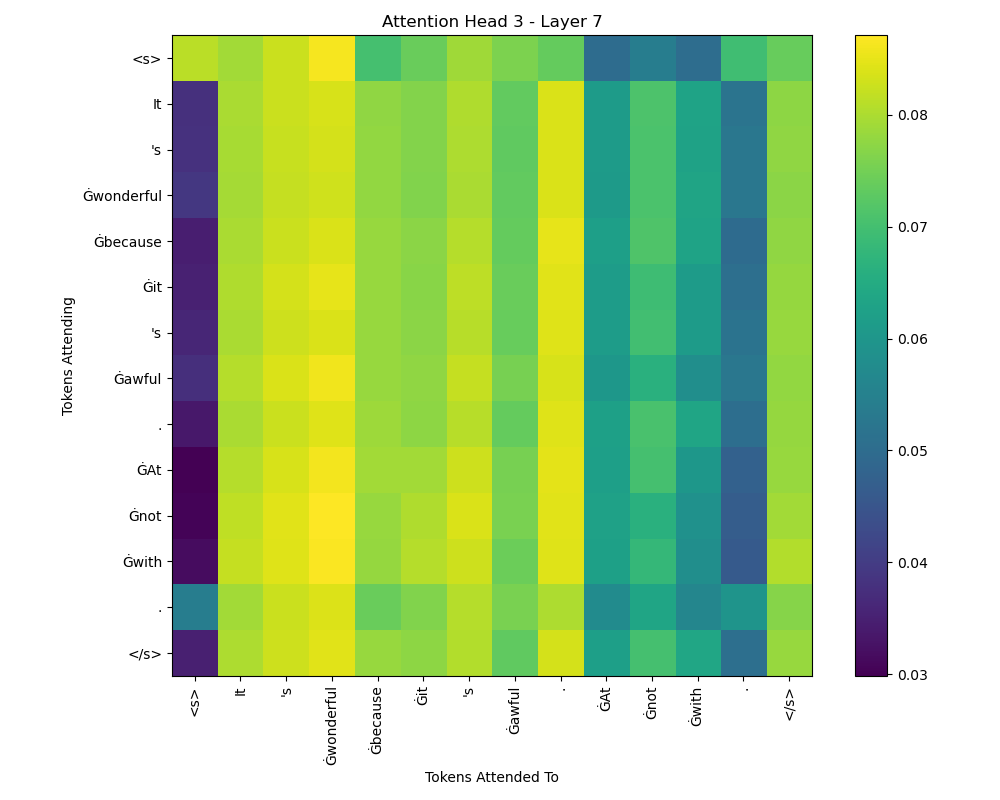 Attention Head 3 - Layer 7
<s>
It
's
Ġwonderful
Ġbecause
Ġit
's
Ġawful
.
ĠAt
Ġnot
Ġwith
.
</s>
Tokens Attending
<s>
It
's
Ġwonderful
Ġbecause
Ġit
's
Ġawful
.
ĠAt
Ġnot
Ġwith
.
</s>
Tokens Attended To
0.08
0.07
0.06
0.05
0.04
0.03